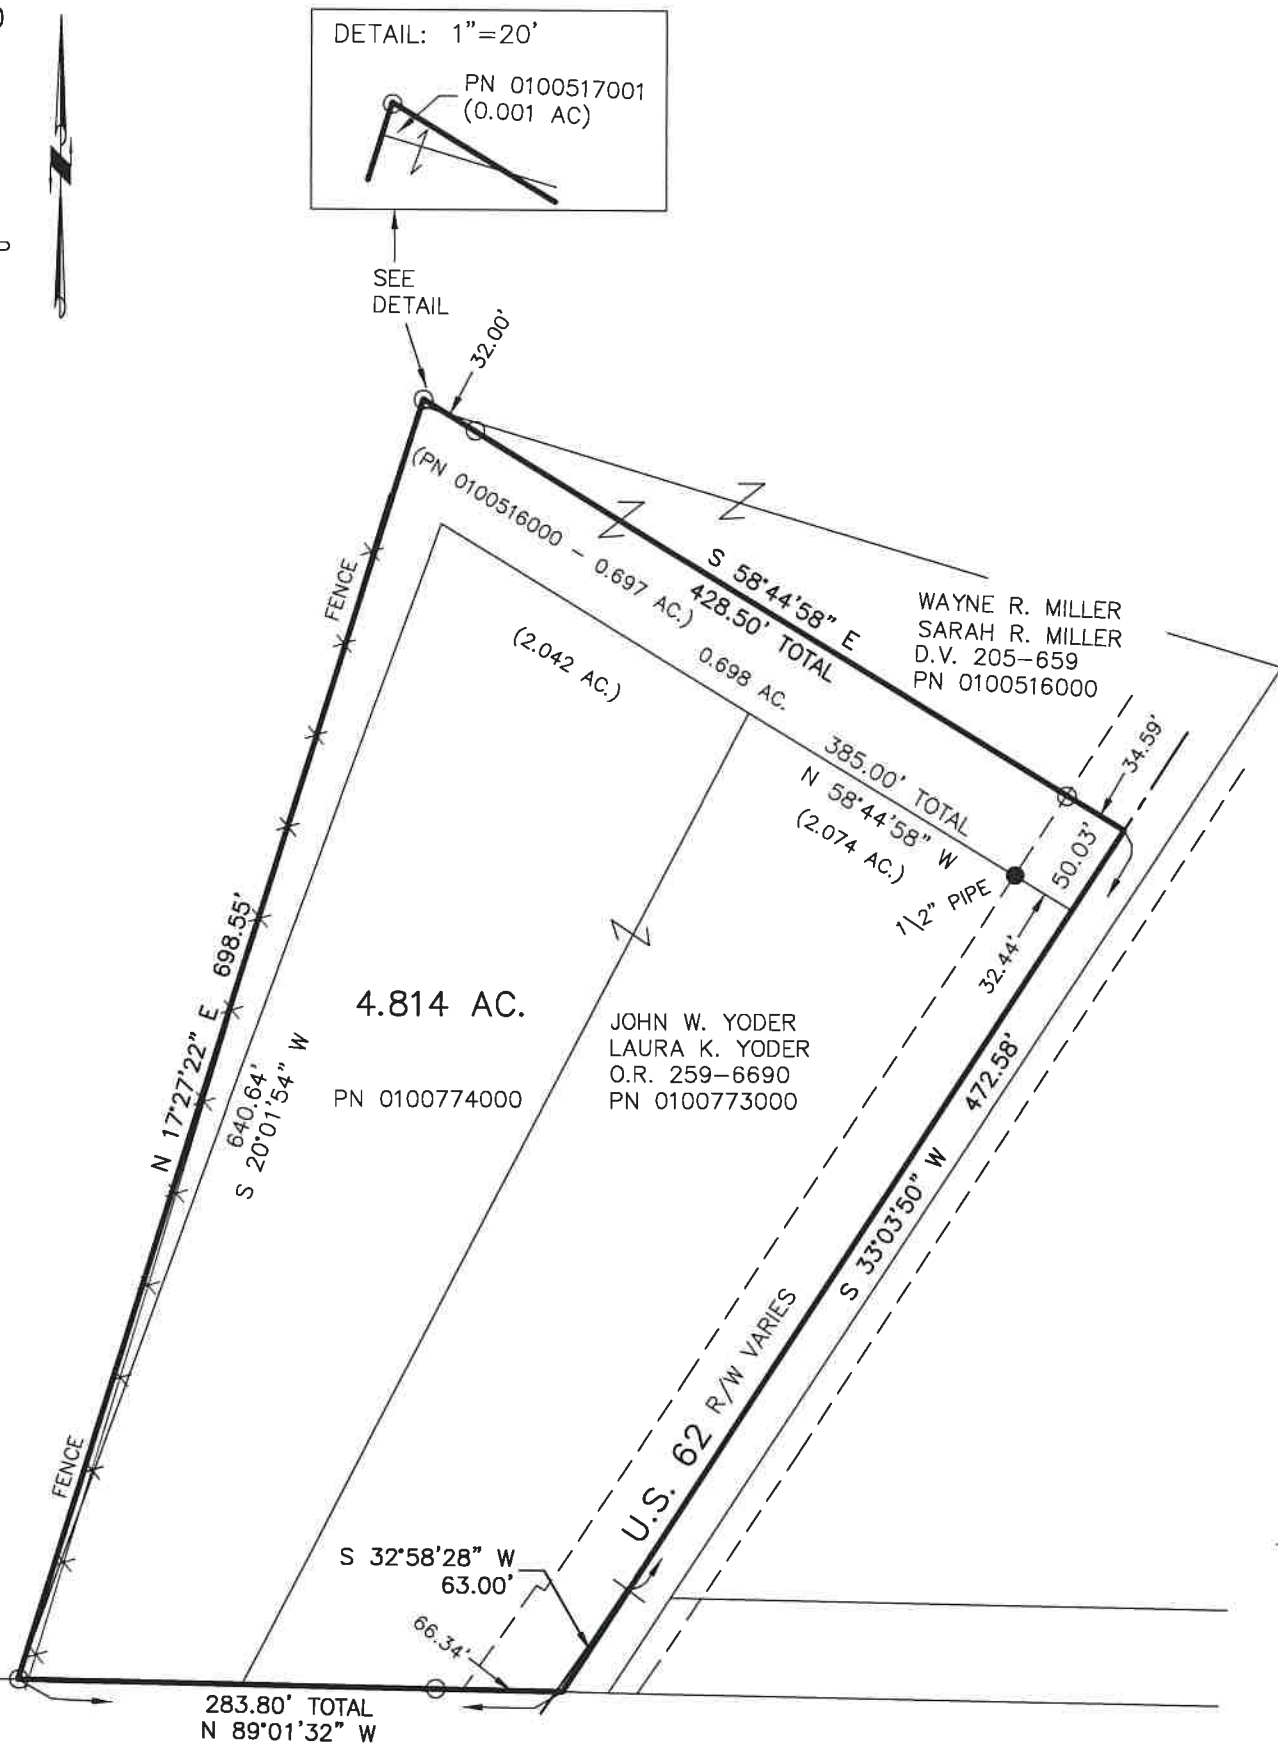 DETAIL: 1"=20'
PN 0100517001
(0.001 AC)
SEE
DETAIL
32.00'
(PN 0100516000 - 0.697 AC.)
S 58°44'58" E
428.50' TOTAL
0.698 AC.
(2.042 AC.)
WAYNE R. MILLER
SARAH R. MILLER
D.V. 205-659
PN 0100516000
385.00' TOTAL
N 58°44'58" W
(2.074 AC.)
34.59'
50.03'
1\2" PIPE
32.44'
FENCE
N 17°27'22" E 698.55'
640.64'
S 20°01'54" W
4.814 AC.
PN 0100774000
JOHN W. YODER
LAURA K. YODER
O.R. 259-6690
PN 0100773000
S 33°03'50" W 472.58'
U.S. 62 R/W VARIES
FENCE
S 32°58'28" W
63.00'
66.34'
283.80' TOTAL
N 89°01'32" W